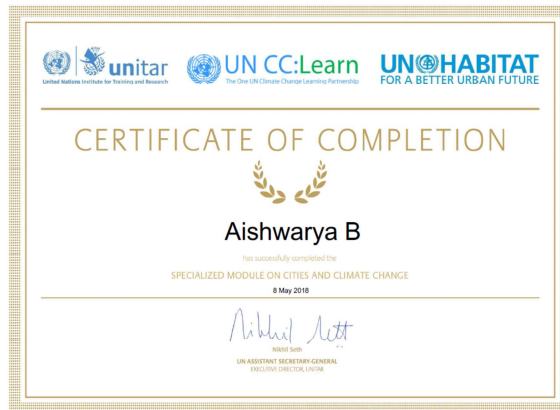 unitar
United Nations Institute for Training and Research
UN CC:Learn
The One UN Climate Change Learning Partnership
UN HABITAT
FOR A BETTER URBAN FUTURE
CERTIFICATE OF COMPLETION
Aishwarya B
has successfully completed the
SPECIALIZED MODULE ON CITIES AND CLIMATE CHANGE
8 May 2018
Nikhil Seth
Nikhil Seth
UN ASSISTANT SECRETARY-GENERAL
EXECUTIVE DIRECTOR, UNITAR